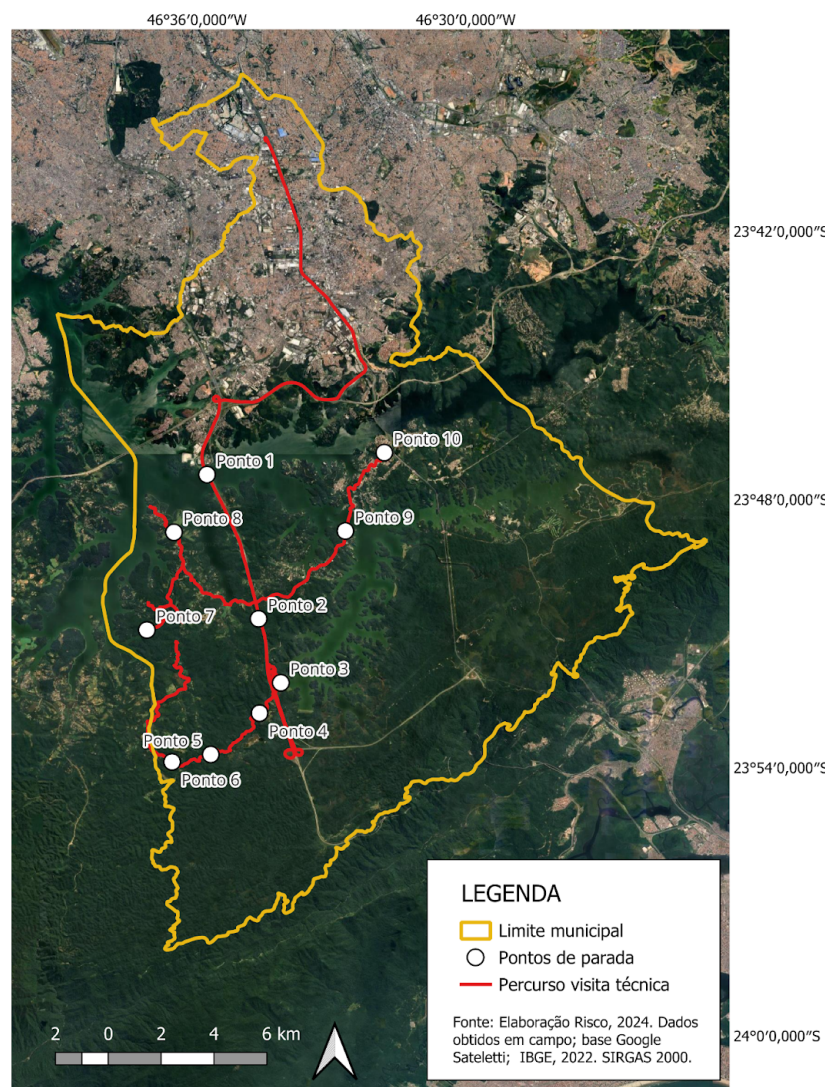 46°36′0,000″W
46°30′0,000″W
23°42′0,000″S
Ponto 10
Ponto 1
23°48′0,000″S
Ponto 8
Ponto 9
Ponto 2
Ponto 7
Ponto 3
Ponto 4
Ponto 5
Ponto 6
23°54′0,000″S
LEGENDA
Limite municipal
Pontos de parada
Percurso visita técnica
Fonte: Elaboração Risco, 2024. Dados
obtidos em campo; base Google
Sateletti; IBGE, 2022. SIRGAS 2000.
24°0′0,000″S
2 0 2 4 6 km